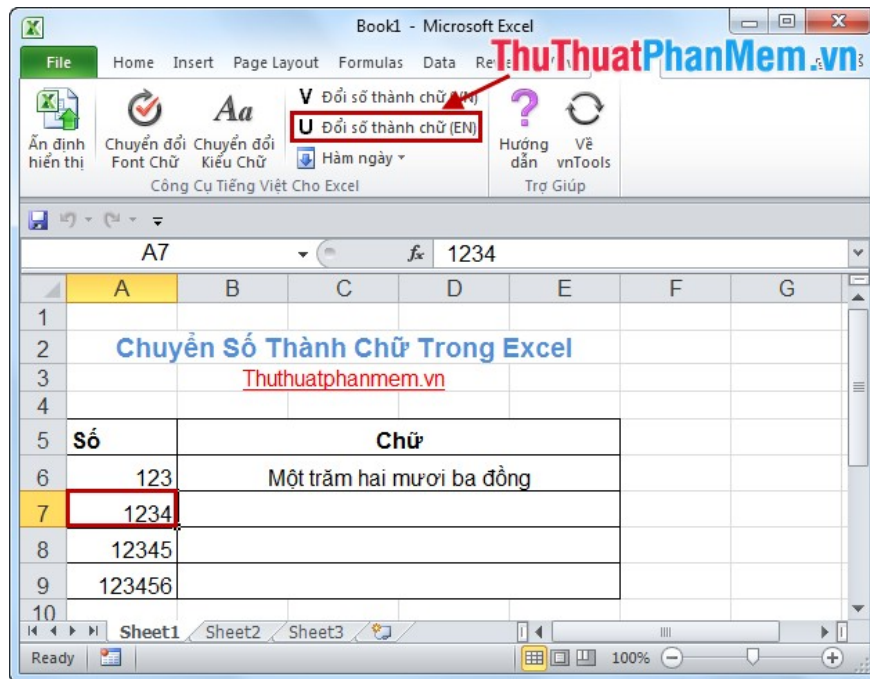 Book1 - Microsoft Excel
ThuThuatPhanMem.vn
File Home Insert Page Layout Formulas Data
Ẩn định hiển thị
Chuyển đổi Font Chữ
Aa
Chuyển đổi Kiểu Chữ
V Đổi số thành chữ (VN)
U Đổi số thành chữ (EN)
Hàm ngày
Hướng dẫn
Về vnTools
Công Cụ Tiếng Việt Cho Excel
Trợ Giúp
A7 fx 1234
A B C D E F G
1
2 Chuyển Số Thành Chữ Trong Excel
3 Thuthuatphanmem.vn
4
5 Số Chữ
6 123 Một trăm hai mươi ba đồng
7 1234
8 12345
9 123456
10
Sheet1 Sheet2 Sheet3
Ready 100%